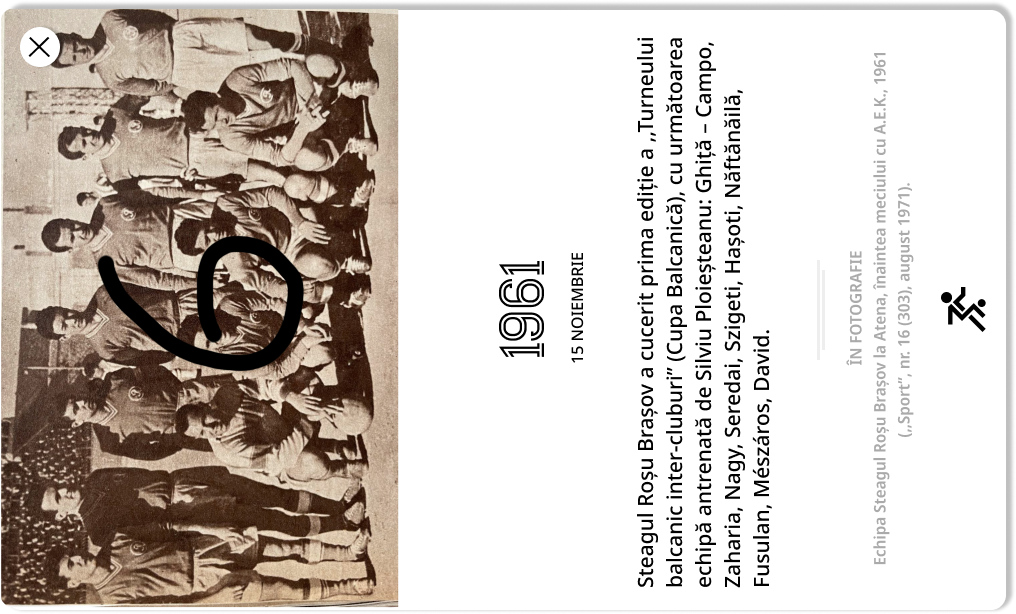 1961
15 NOIEMBRIE
Steagul Roșu Brașov a cucerit prima ediție a ,,Turneului
balcanic inter-cluburi” (Cupa Balcanică), cu următoarea
echipă antrenată de Silviu Ploieșteanu: Ghiță – Campo,
Zaharia, Nagy, Seredai, Szigeti, Hașoti, Năftănăilă,
Fusulan, Mészáros, David.
ÎN FOTOGRAFIE
Echipa Steagul Roșu Brașov la Atena, înaintea meciului cu A.E.K., 1961
(,,Sport”, nr. 16 (303), august 1971).
6